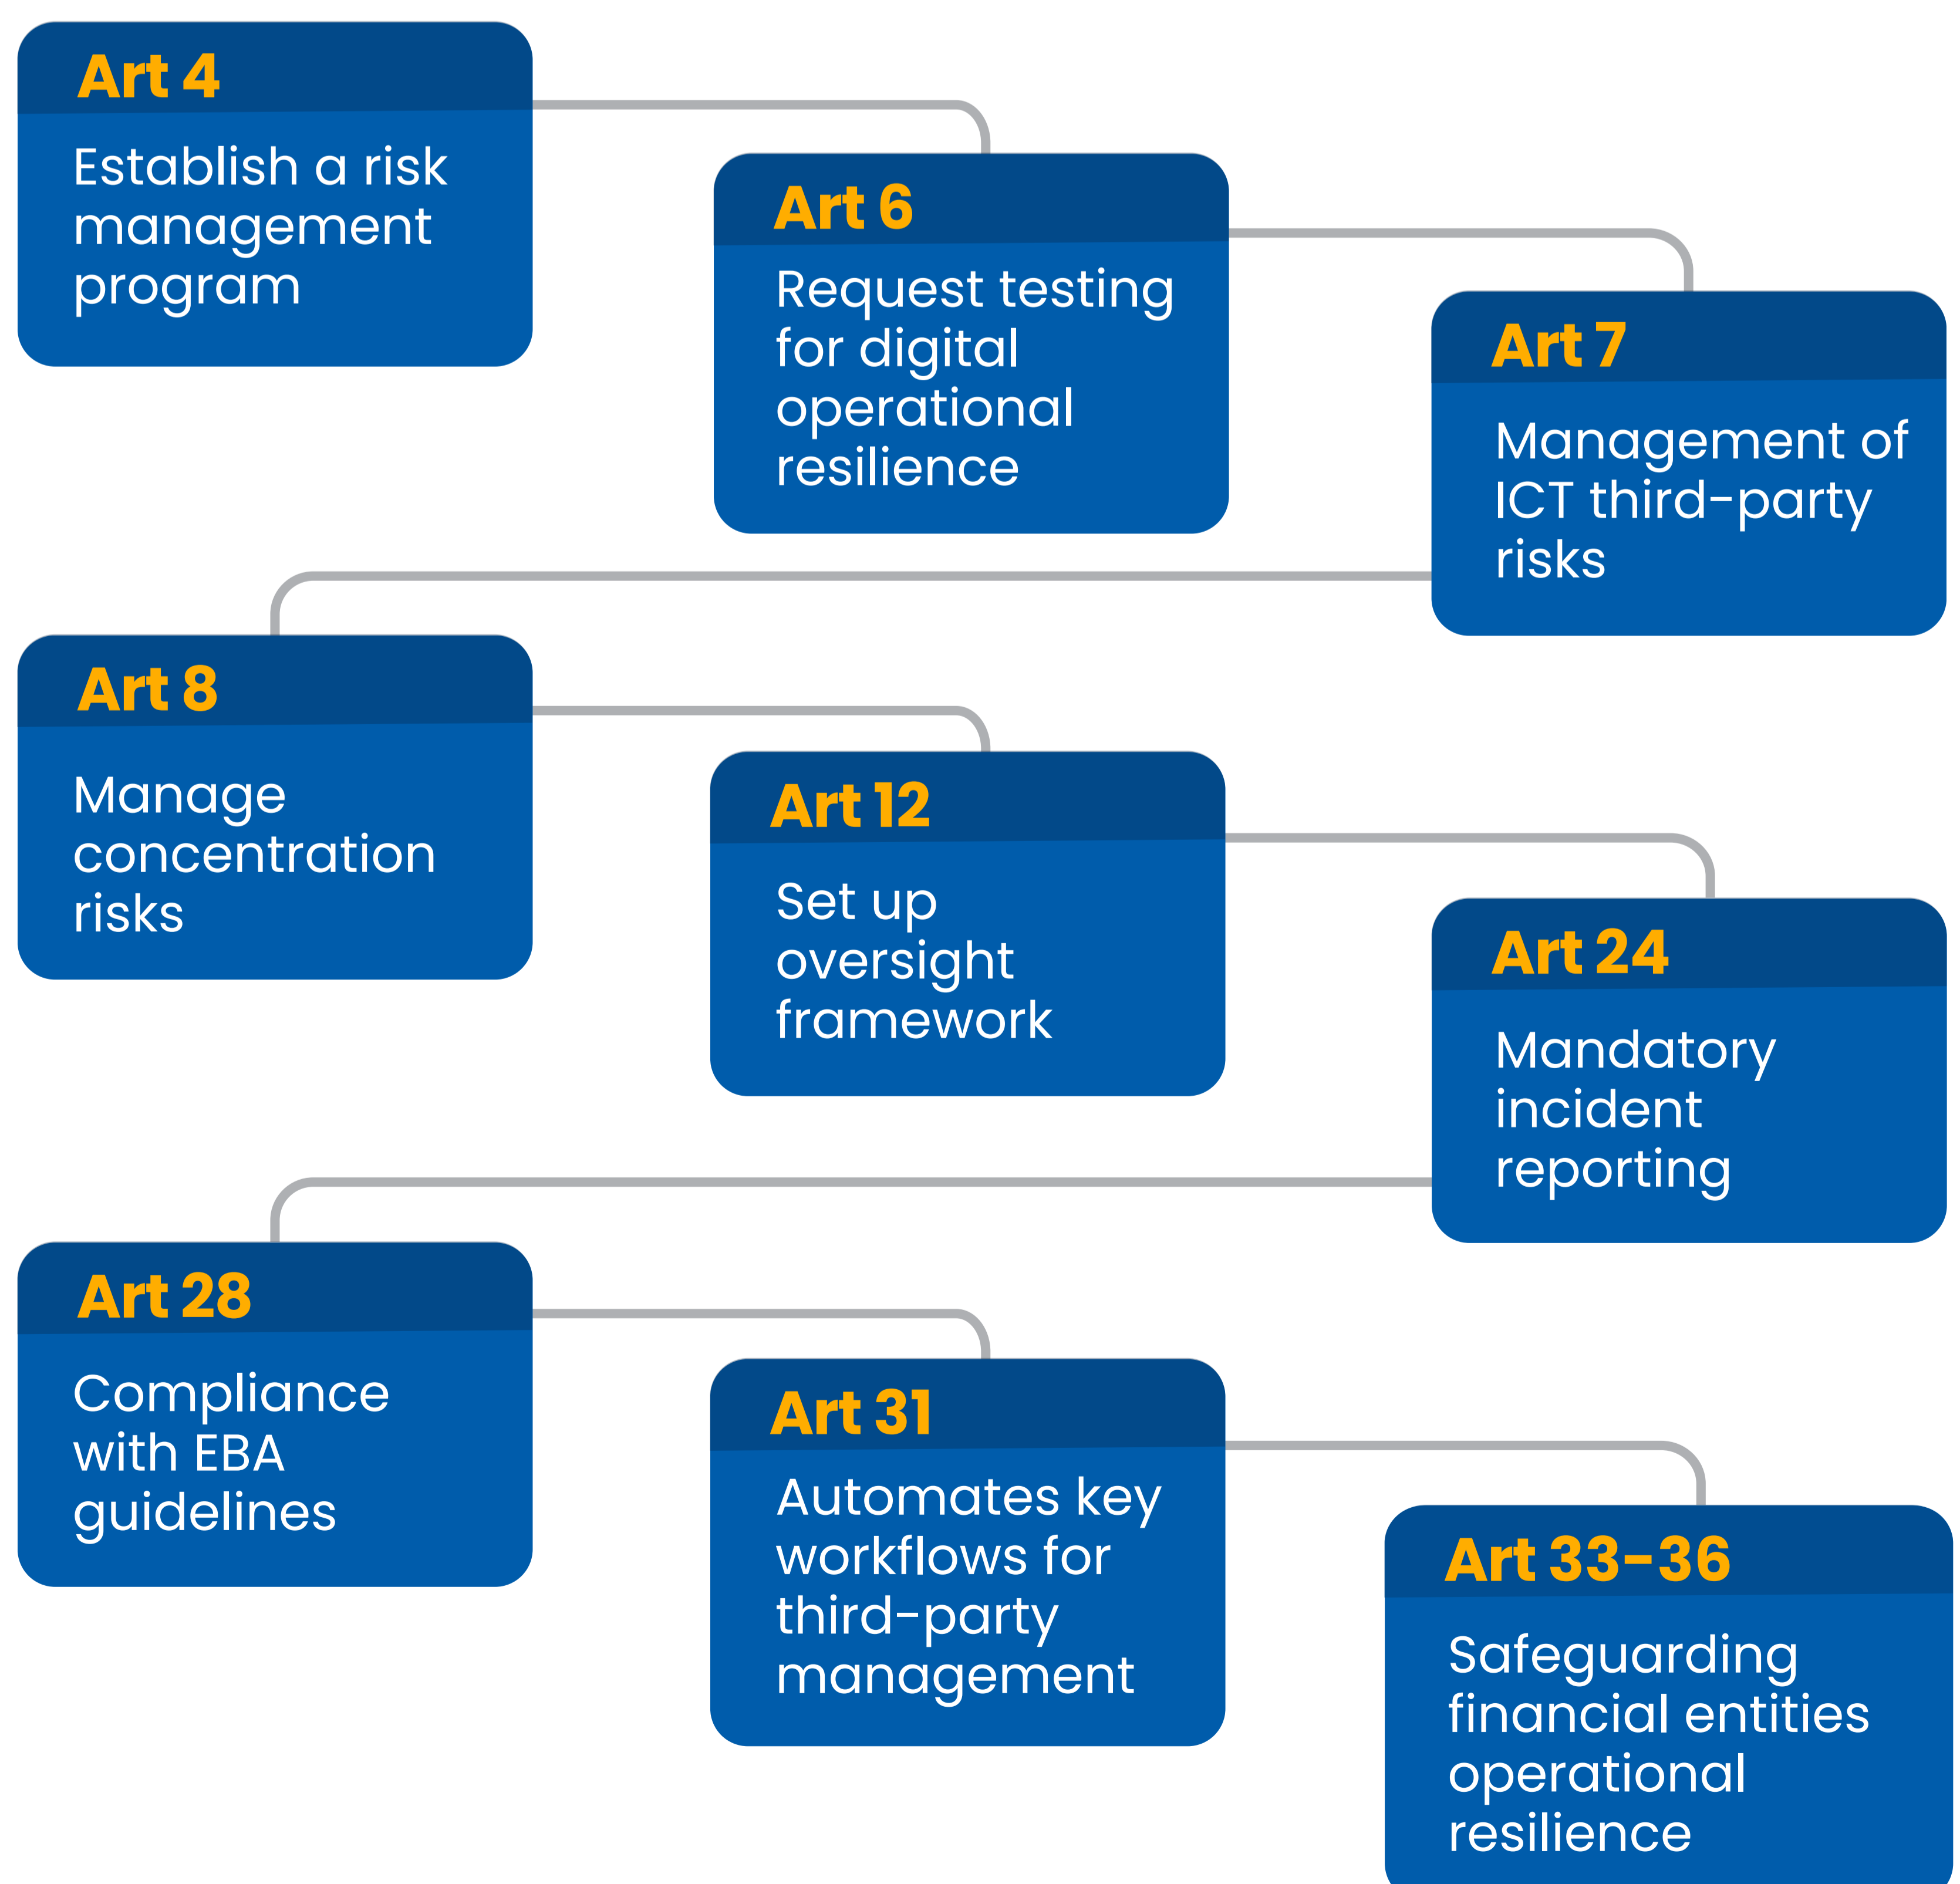 Art 4
Establish a risk
management
program
Art 6
Request testing
for digital
operational
resilience
Art 7
Management of
ICT third-party
risks
Art 8
Manage
concentration
risks
Art 12
Set up
oversight
framework
Art 24
Mandatory
incident
reporting
Art 28
Compliance
with EBA
guidelines
Art 31
Automates key
workflows for
third-party
management
Art 33-36
Safeguarding
financial entities
operational
resilience